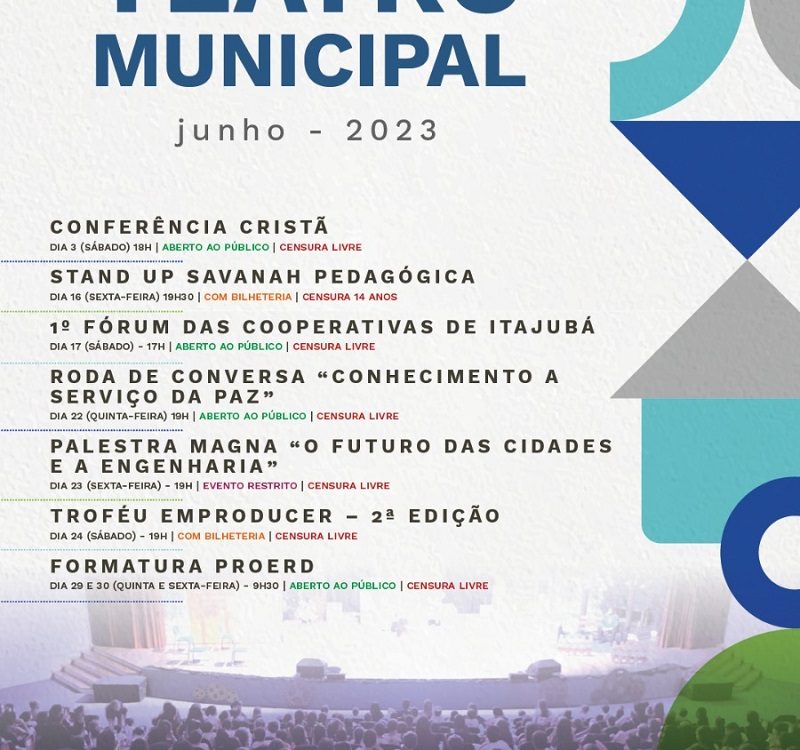 TEATRO
MUNICIPAL
junho - 2023
CONFERÊNCIA CRISTÃ
DIA 3 (SÁBADO) 18H | ABERTO AO PÚBLICO | CENSURA LIVRE
STAND UP SAVANAH PEDAGÓGICA
DIA 16 (SEXTA-FEIRA) 19H30 | COM BILHETERIA | CENSURA 14 ANOS
1º FÓRUM DAS COOPERATIVAS DE ITAJUBÁ
DIA 17 (SÁBADO) - 17H | ABERTO AO PÚBLICO | CENSURA LIVRE
RODA DE CONVERSA “CONHECIMENTO A
SERVIÇO DA PAZ”
DIA 22 (QUINTA-FEIRA) 19H | ABERTO AO PÚBLICO | CENSURA LIVRE
PALESTRA MAGNA “O FUTURO DAS CIDADES
E A ENGENHARIA”
DIA 23 (SEXTA-FEIRA) - 19H | EVENTO RESTRITO | CENSURA LIVRE
TROFÉU EMPRODUCER – 2ª EDIÇÃO
DIA 24 (SÁBADO) - 19H | COM BILHETERIA | CENSURA LIVRE
FORMATURA PROERD
DIA 29 E 30 (QUINTA E SEXTA-FEIRA) - 9H30 | ABERTO AO PÚBLICO | CENSURA LIVRE